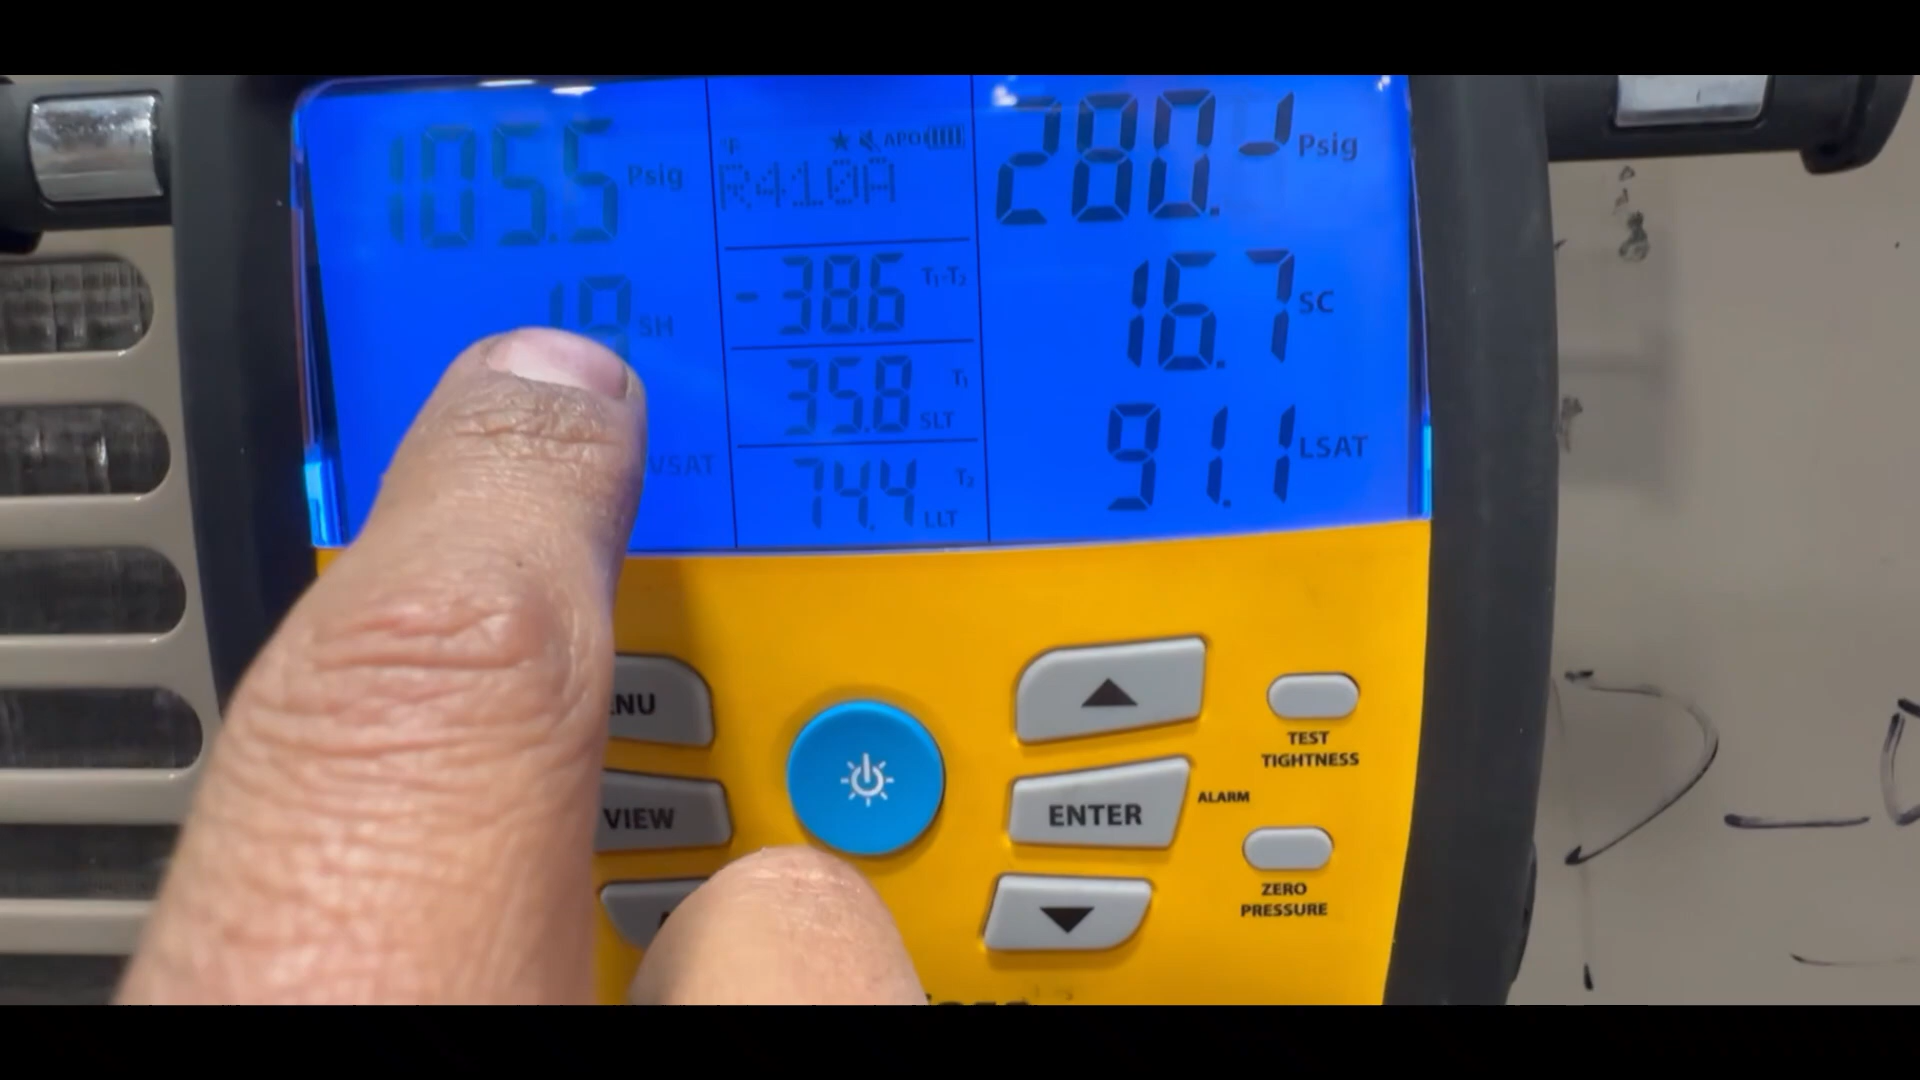 105.5 Psig
SH
VSAT
°F APO
R410A
-38.6 T₁-T₂
35.8 T₁ SLT
74.4 T₂ LLT
280. Psig
16.7 SC
91.1 LSAT
VIEW
ENTER
TEST
TIGHTNESS
ALARM
ZERO
PRESSURE